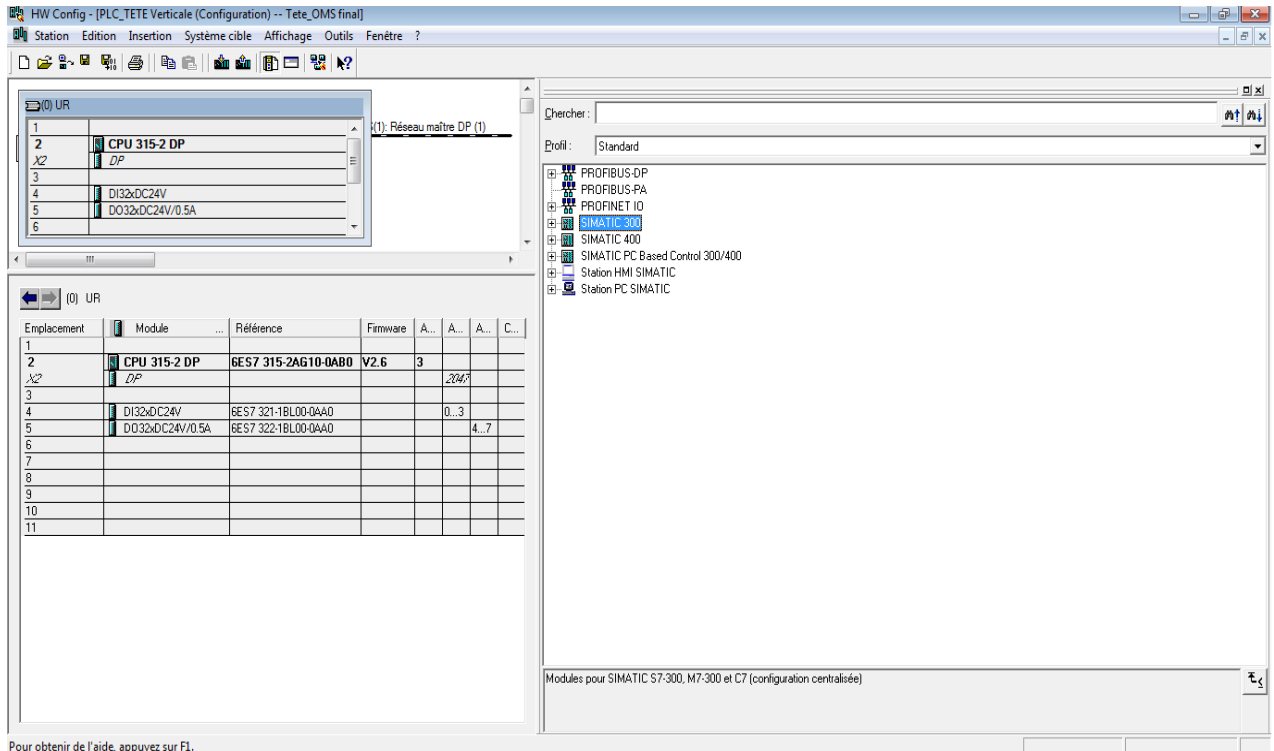 HW Config - [PLC_TETE Verticale (Configuration) -- Tete_OMS final]
Station Edition Insertion Système cible Affichage Outils Fenêtre ?
(0) UR
1
2 CPU 315-2 DP
X2 DP
3
4 DI32xDC24V
5 DO32xDC24V/0.5A
6
(1): Réseau maître DP (1)
(0) UR
Emplacement Module ... Référence Firmware A... A... A... C...
1
2 CPU 315-2 DP 6ES7 315-2AG10-0AB0 V2.6 3
X2 DP 2047
3
4 DI32xDC24V 6ES7 321-1BL00-0AA0 0...3
5 DO32xDC24V/0.5A 6ES7 322-1BL00-0AA0 4...7
6
7
8
9
10
11
Chercher :
Profil : Standard
PROFIBUS-DP
PROFIBUS-PA
PROFINET IO
SIMATIC 300
SIMATIC 400
SIMATIC PC Based Control 300/400
Station HMI SIMATIC
Station PC SIMATIC
Modules pour SIMATIC S7-300, M7-300 et C7 (configuration centralisée)
Pour obtenir de l'aide, appuyez sur F1.